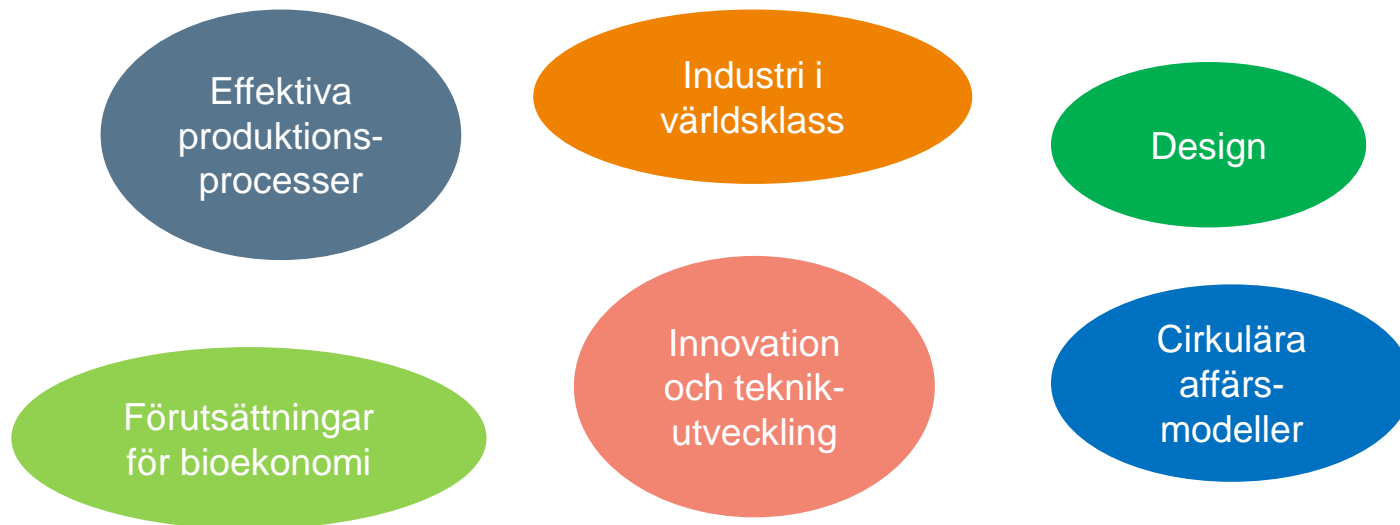 Effektiva
produktions-
processer
Industri i
världsklass
Design
Förutsättningar
för bioekonomi
Innovation
och teknik-
utveckling
Cirkulära
affärs-
modeller